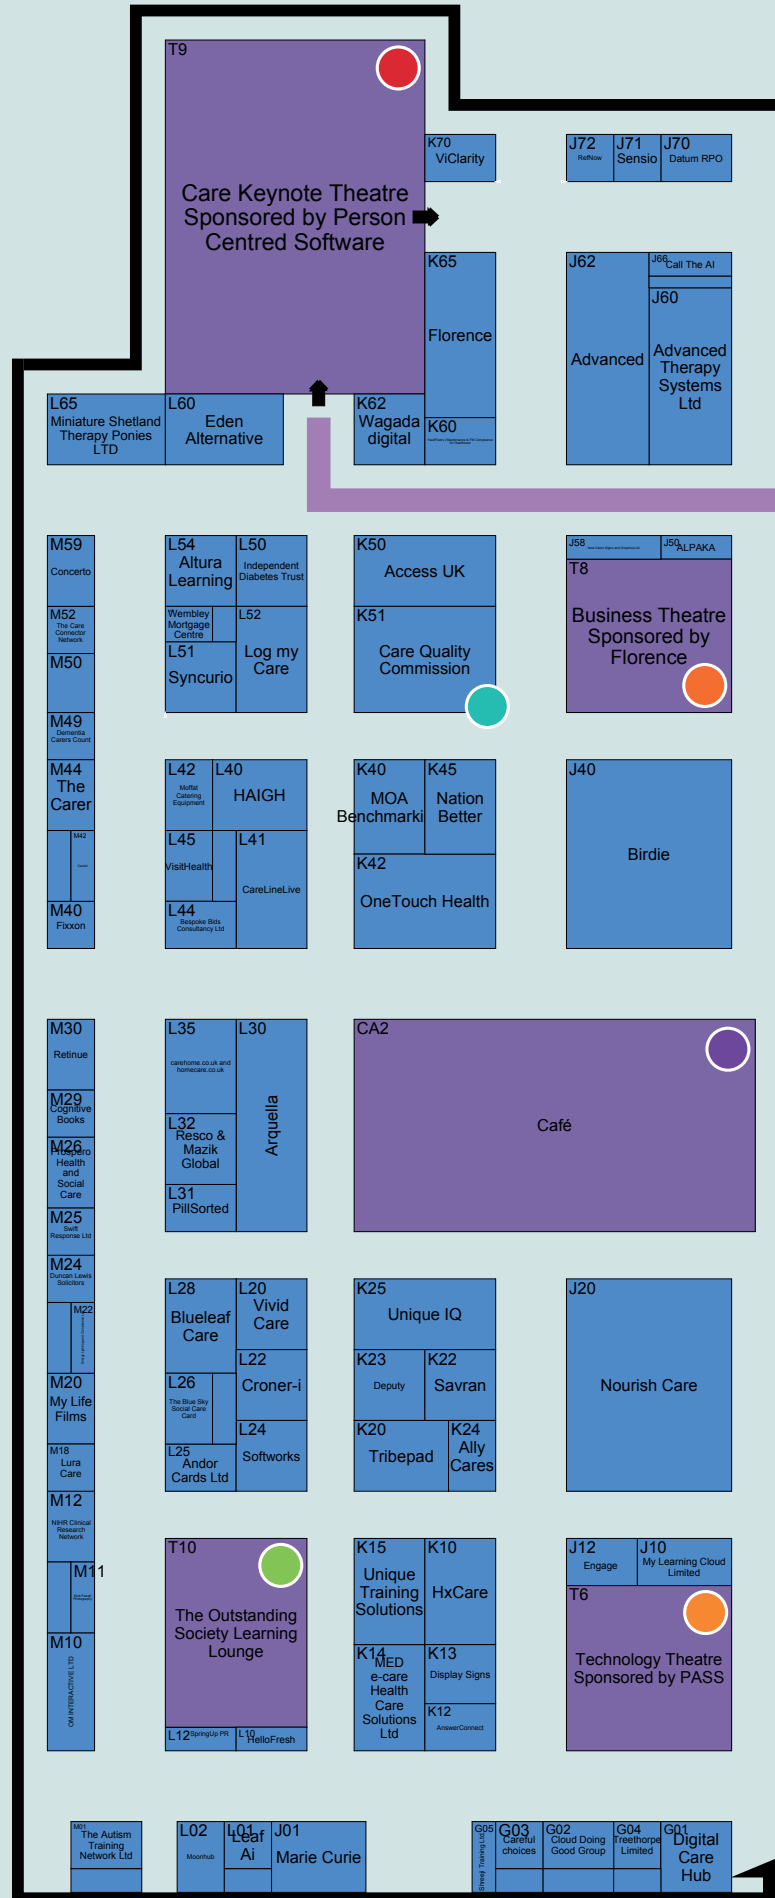 T9
Care Keynote Theatre
Sponsored by Person
Centred Software
K70
ViClarity
J72
RefNow
J71
Sensio
J70
Datum RPO
K65
Florence
J62
Advanced
J66
Call The AI
J60
Advanced
Therapy
Systems
Ltd
L65
Miniature Shetland
Therapy Ponies
LTD
L60
Eden
Alternative
K62
Wagada
digital
K60
M59
Concerto
L54
Altura
Learning
L50
Independent
Diabetes Trust
K50
Access UK
J58
J50
ALPAKA
T8
Business Theatre
Sponsored by
Florence
M52
The Care
Connector
Network
Wembley
Mortgage
Centre
L52
Log my
Care
K51
Care Quality
Commission
M50
L51
Syncurio
M49
Dementia
Carers Count
M44
The
Carer
L42
Moffat
Catering
Equipment
L40
HAIGH
K40
MOA
Benchmarki
K45
Nation
Better
J40
Birdie
M42
L45
VisitHealth
L41
CareLineLive
K42
OneTouch Health
M40
Fixxon
L44
Bespoke Bids
Consultancy Ltd
M30
Retinue
L35
carehome.co.uk and
homecare.co.uk
L30
Arquella
CA2
Café
M29
Cognitive
Books
L32
Resco &
Mazik
Global
M26
Prospero
Health
and
Social
Care
L31
PillSorted
M25
Swift
Response Ltd
M24
Duncan Lewis
Solicitors
L28
Blueleaf
Care
L20
Vivid
Care
K25
Unique IQ
J20
Nourish Care
M22
L22
Croner-i
K23
Deputy
K22
Savran
M20
My Life
Films
L26
The Blue Sky
Social Care
Card
L24
Softworks
K20
Tribepad
K24
Ally
Cares
M18
Lura
Care
L25
Andor
Cards Ltd
M12
NIHR Clinical
Research
Network
T10
The Outstanding
Society Learning
Lounge
K15
Unique
Training
Solutions
K10
HxCare
J12
Engage
J10
My Learning Cloud
Limited
M11
T6
Technology Theatre
Sponsored by PASS
M10
OM INTERACTIVE LTD
K14
MED
e-care
Health
Care
Solutions
Ltd
K13
Display Signs
K12
AnswerConnect
L12
SpringUp PR
L10
HelloFresh
M01
The Autism
Training
Network Ltd
L02
Moonhub
L01
Leaf
Ai
J01
Marie Curie
G05
Shreeji Training Ltd
G03
Careful
choices
G02
Cloud Doing
Good Group
G04
Treethorpe
Limited
G01
Digital
Care
Hub